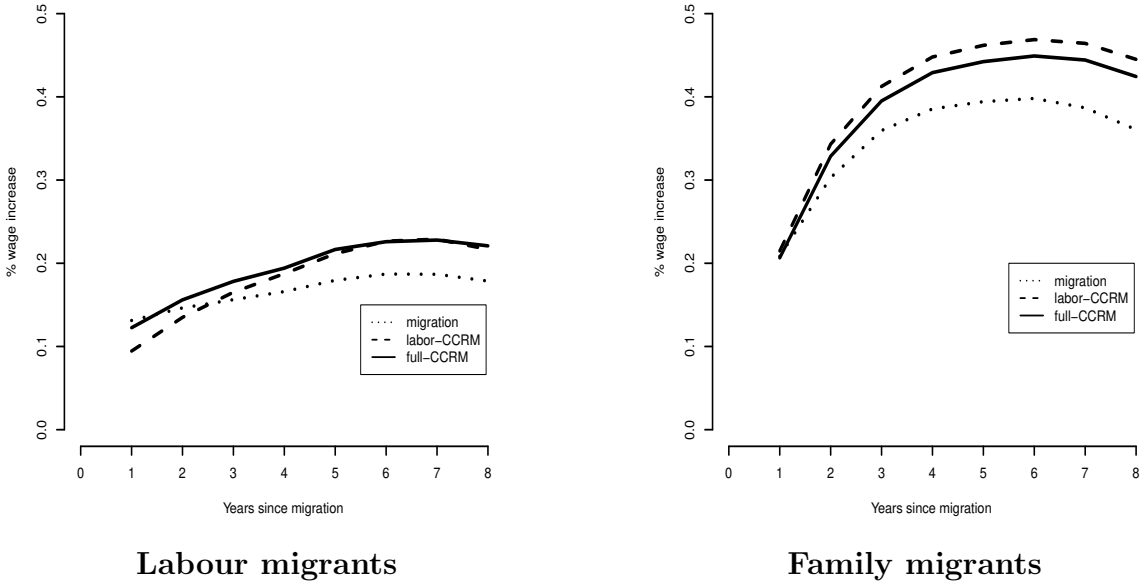 0.5
0.4
0.3
0.2
0.1
0.0
% wage increase
migration
labor−CCRM
full−CCRM
0 1 2 3 4 5 6 7 8
Years since migration
Labour migrants
0.5
0.4
0.3
0.2
0.1
0.0
% wage increase
migration
labor−CCRM
full−CCRM
0 1 2 3 4 5 6 7 8
Years since migration
Family migrants